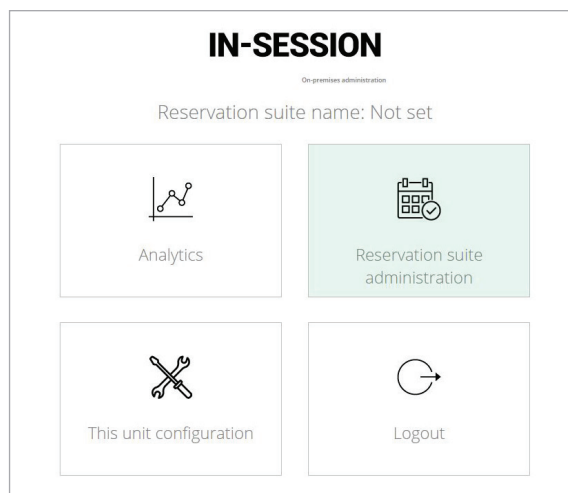 IN-SESSION
On-premises administration
Reservation suite name: Not set
Analytics
Reservation suite
administration
This unit configuration
Logout